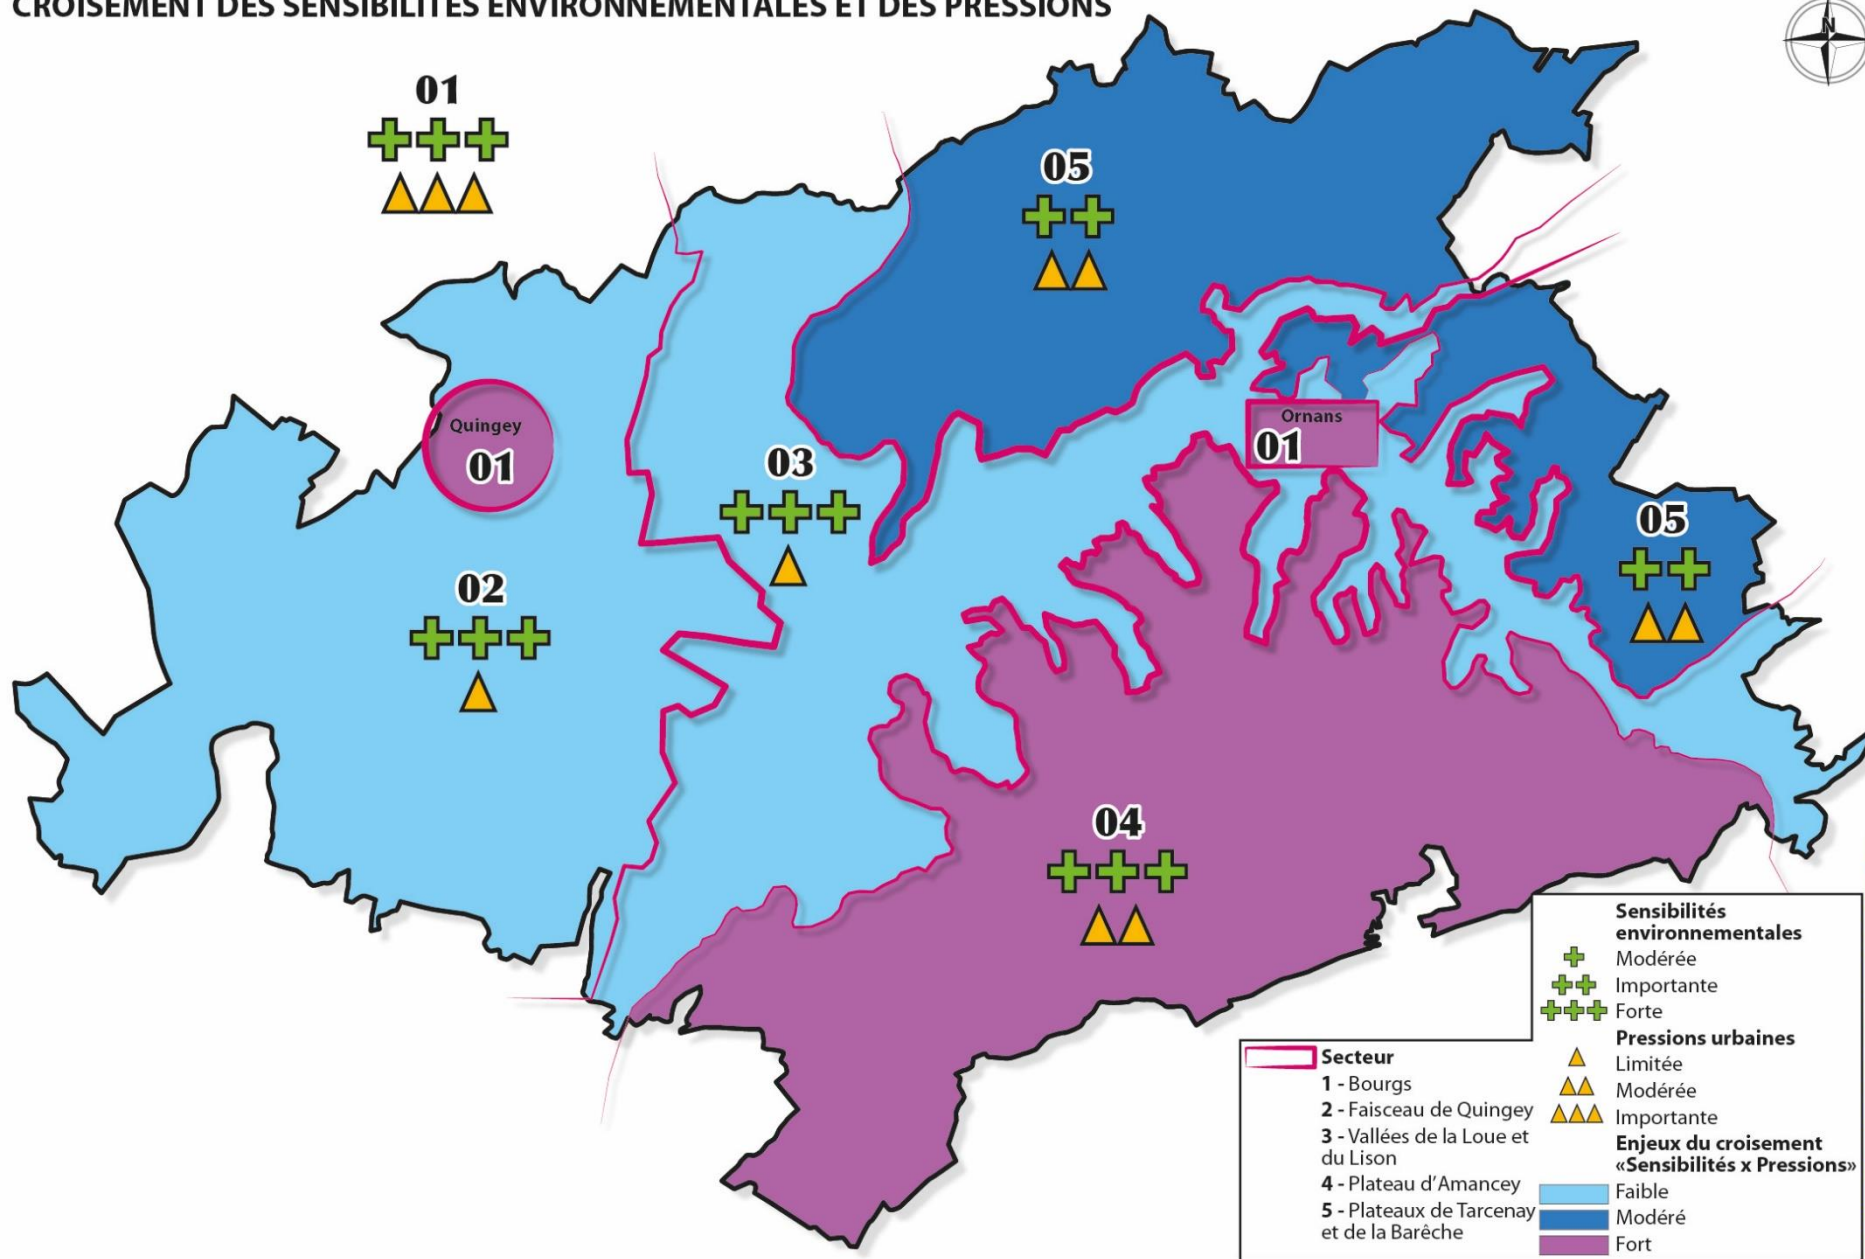 CROISEMENT DES SENSIBILITÉS ENVIRONNEMENTALES ET DES PRESSIONS
N
01
05
Quingey
01
Ornans
01
03
05
02
04
Sensibilités
environnementales
Modérée
Importante
Forte
Pressions urbaines
Limitée
Modérée
Importante
Enjeux du croisement
«Sensibilités x Pressions»
Faible
Modéré
Fort
Secteur
1 - Bourgs
2 - Faisceau de Quingey
3 - Vallées de la Loue et
du Lison
4 - Plateau d'Amancey
5 - Plateaux de Tarcenay
et de la Barêche